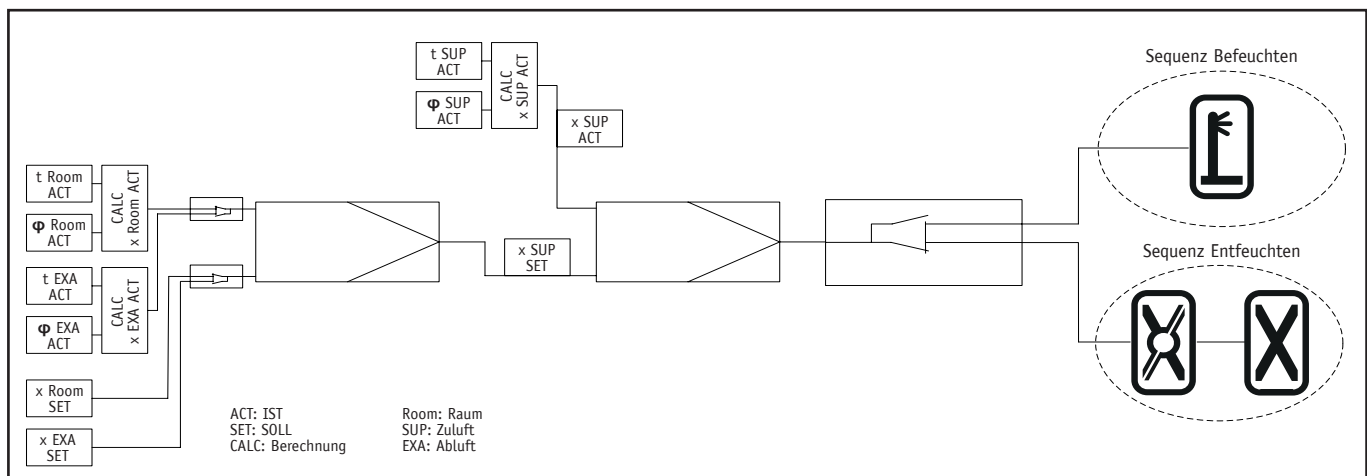 t SUP
ACT
φ SUP
ACT
CALC
x SUP ACT
x SUP
ACT
Sequenz Befeuchten
t Room
ACT
φ Room
ACT
CALC
x Room ACT
t EXA
ACT
φ EXA
ACT
CALC
x EXA ACT
x SUP
SET
Sequenz Entfeuchten
x Room
SET
x EXA
SET
ACT: IST
SET: SOLL
CALC: Berechnung
Room: Raum
SUP: Zuluft
EXA: Abluft